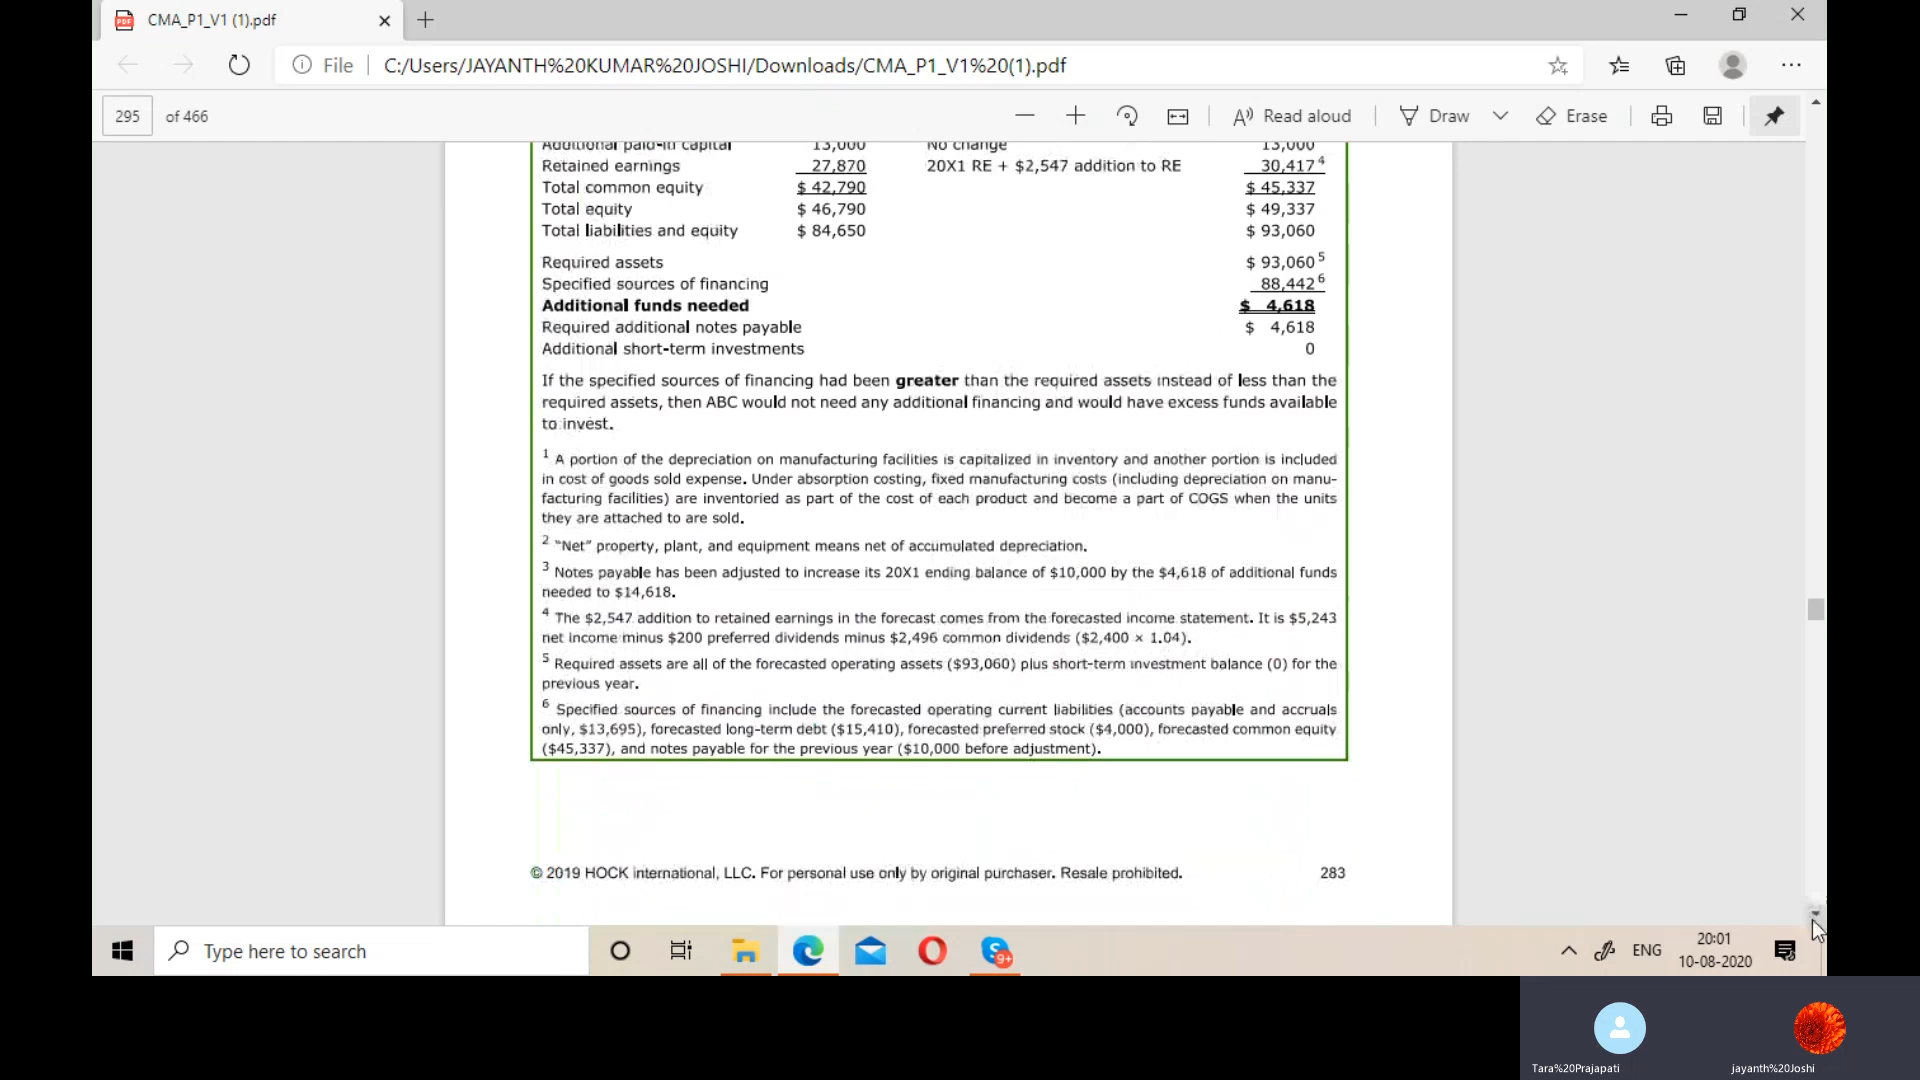 CMA_P1_V1 (1).pdf
File | C:/Users/JAYANTH%20KUMAR%20JOSHI/Downloads/CMA_P1_V1%20(1).pdf
295 of 466 Read aloud Draw Erase
Additional paid-in capital 13,000 No change 13,000
Retained earnings 27,870 20X1 RE + $2,547 addition to RE 30,417 4
Total common equity $ 42,790 $ 45,337
Total equity $ 46,790 $ 49,337
Total liabilities and equity $ 84,650 $ 93,060
Required assets $ 93,060 5
Specified sources of financing 88,442 6
Additional funds needed $ 4,618
Required additional notes payable $ 4,618
Additional short-term investments 0
If the specified sources of financing had been greater than the required assets instead of less than the
required assets, then ABC would not need any additional financing and would have excess funds available
to invest.
1 A portion of the depreciation on manufacturing facilities is capitalized in inventory and another portion is included
in cost of goods sold expense. Under absorption costing, fixed manufacturing costs (including depreciation on manu-
facturing facilities) are inventoried as part of the cost of each product and become a part of COGS when the units
they are attached to are sold.
2 "Net" property, plant, and equipment means net of accumulated depreciation.
3 Notes payable has been adjusted to increase its 20X1 ending balance of $10,000 by the $4,618 of additional funds
needed to $14,618.
4 The $2,547 addition to retained earnings in the forecast comes from the forecasted income statement. It is $5,243
net income minus $200 preferred dividends minus $2,496 common dividends ($2,400 × 1.04).
5 Required assets are all of the forecasted operating assets ($93,060) plus short-term investment balance (0) for the
previous year.
6 Specified sources of financing include the forecasted operating current liabilities (accounts payable and accruals
only, $13,695), forecasted long-term debt ($15,410), forecasted preferred stock ($4,000), forecasted common equity
($45,337), and notes payable for the previous year ($10,000 before adjustment).
© 2019 HOCK international, LLC. For personal use only by original purchaser. Resale prohibited. 283
Type here to search 9+ ENG 20:01
10-08-2020
Tara%20Prajapati jayanth%20Joshi